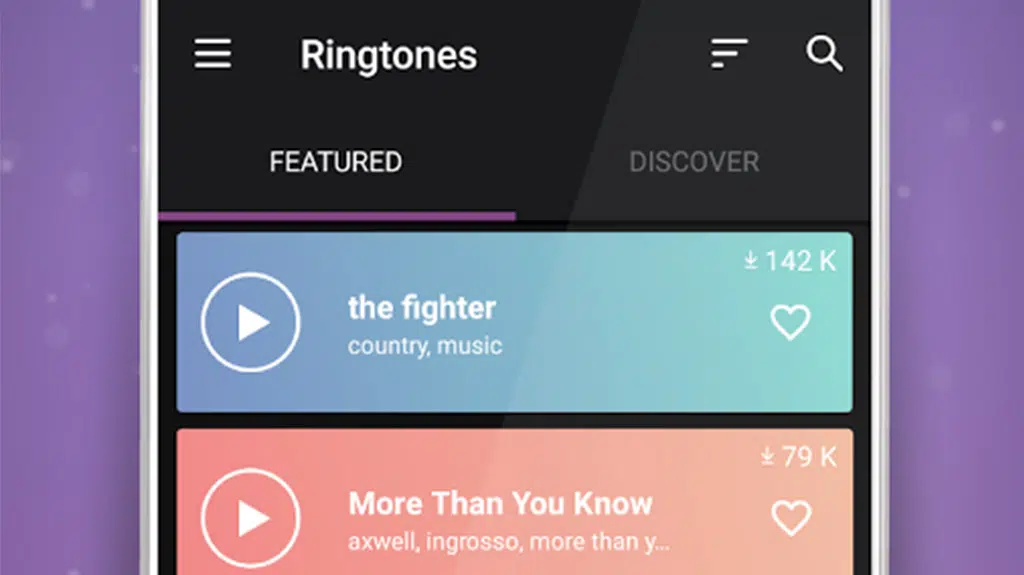 Ringtones
FEATURED
DISCOVER
142 K
the fighter
country, music
79 K
More Than You Know
axwell, ingrosso, more than y...